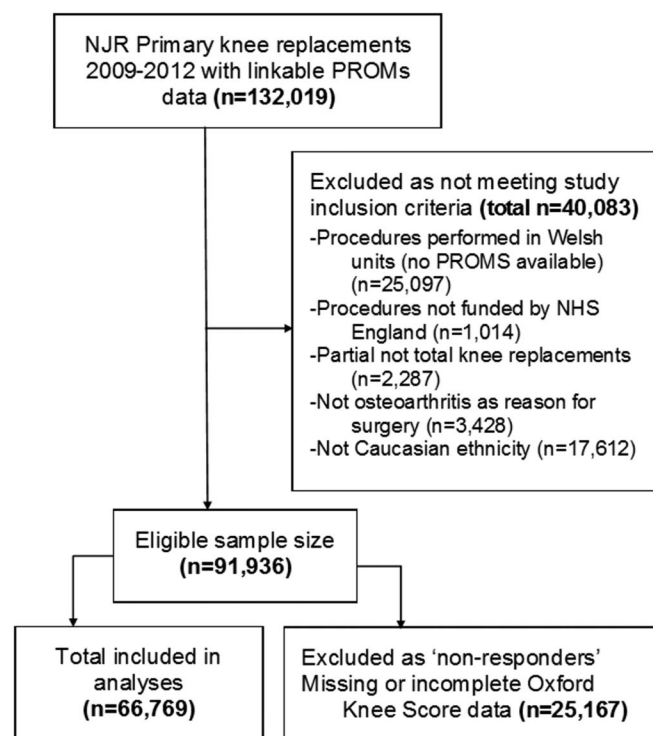 NJR Primary knee replacements
2009-2012 with linkable PROMs
data (n=132,019)
Excluded as not meeting study
inclusion criteria (total n=40,083)
-Procedures performed in Welsh
units (no PROMS available)
(n=25,097)
-Procedures not funded by NHS
England (n=1,014)
-Partial not total knee replacements
(n=2,287)
-Not osteoarthritis as reason for
surgery (n=3,428)
-Not Caucasian ethnicity (n=17,612)
Eligible sample size
(n=91,936)
Total included in
analyses
(n=66,769)
Excluded as ‘non-responders’
Missing or incomplete Oxford
Knee Score data (n=25,167)